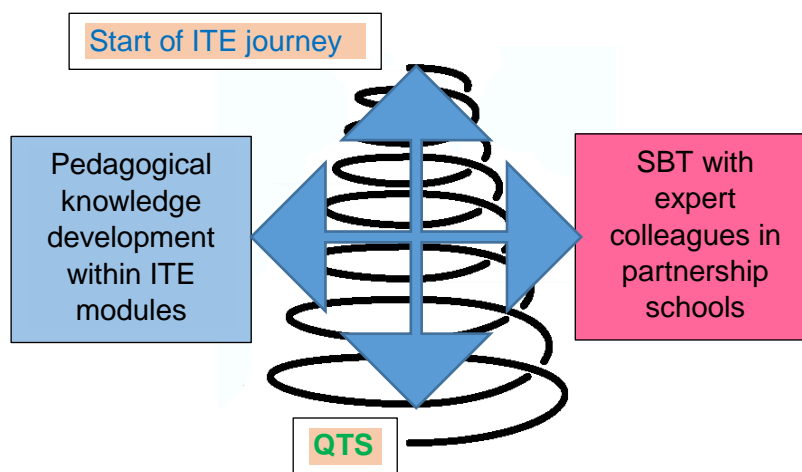 Start of ITE journey
Pedagogical
knowledge
development
within ITE
modules
SBT with
expert
colleagues in
partnership
schools
QTS